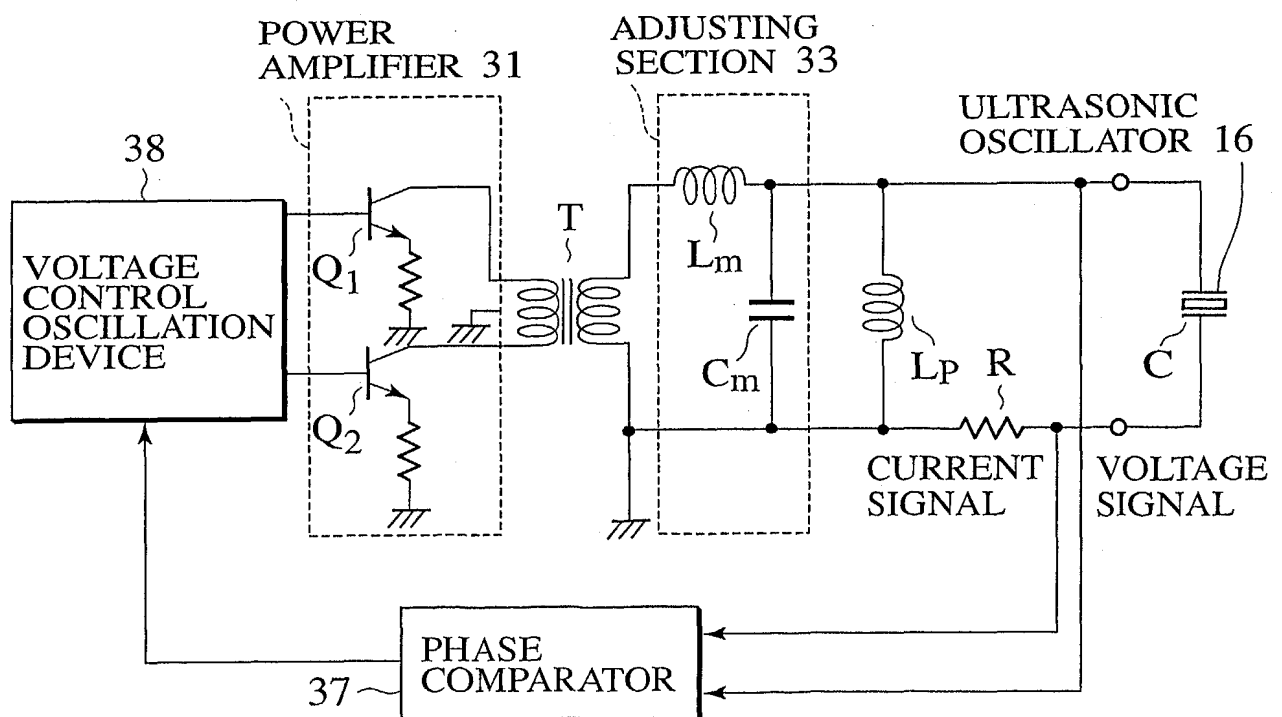 POWER
AMPLIFIER 31
ADJUSTING
SECTION 33
ULTRASONIC
OSCILLATOR 16
38
VOLTAGE
CONTROL
OSCILLATION
DEVICE
Q1
Q2
T
Lm
Cm
LP
R
C
CURRENT
SIGNAL
VOLTAGE
SIGNAL
PHASE
COMPARATOR
37